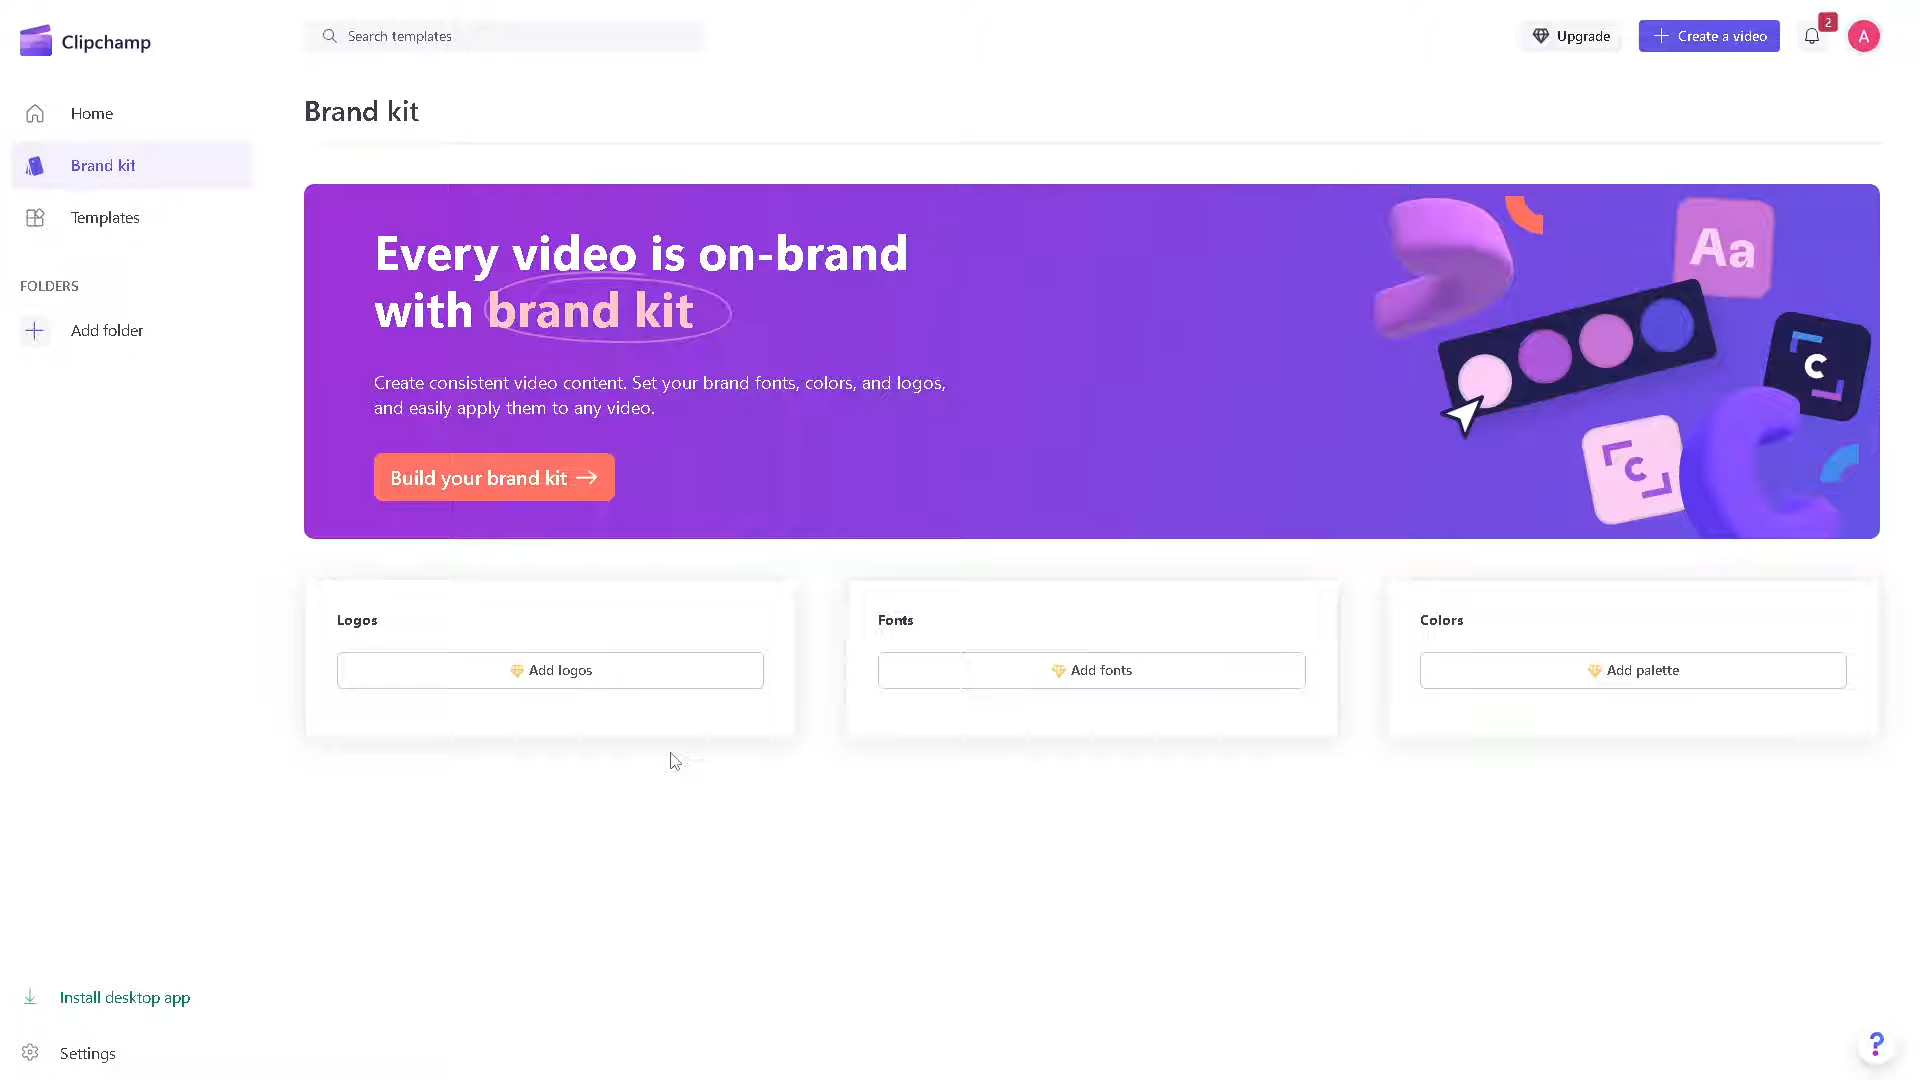 Clipchamp
Search templates
Upgrade
Create a video
2
A
Home
Brand kit
Templates
FOLDERS
Add folder
Brand kit
Every video is on-brand
with brand kit
Create consistent video content. Set your brand fonts, colors, and logos,
and easily apply them to any video.
Build your brand kit
Aa
C
C
Logos
Add logos
Fonts
Add fonts
Colors
Add palette
Install desktop app
Settings
?